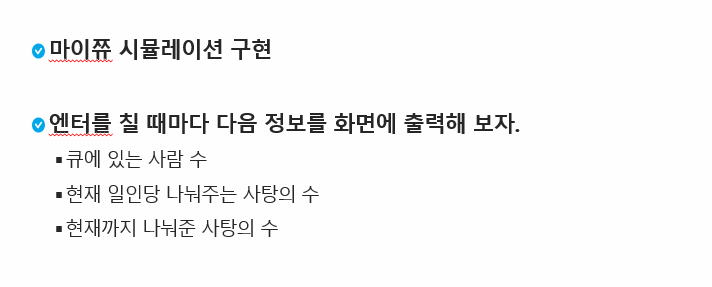 마이쮸 시뮬레이션 구현
엔터를 칠 때마다 다음 정보를 화면에 출력해 보자.
큐에 있는 사람 수
현재 일인당 나눠주는 사탕의 수
현재까지 나눠준 사탕의 수